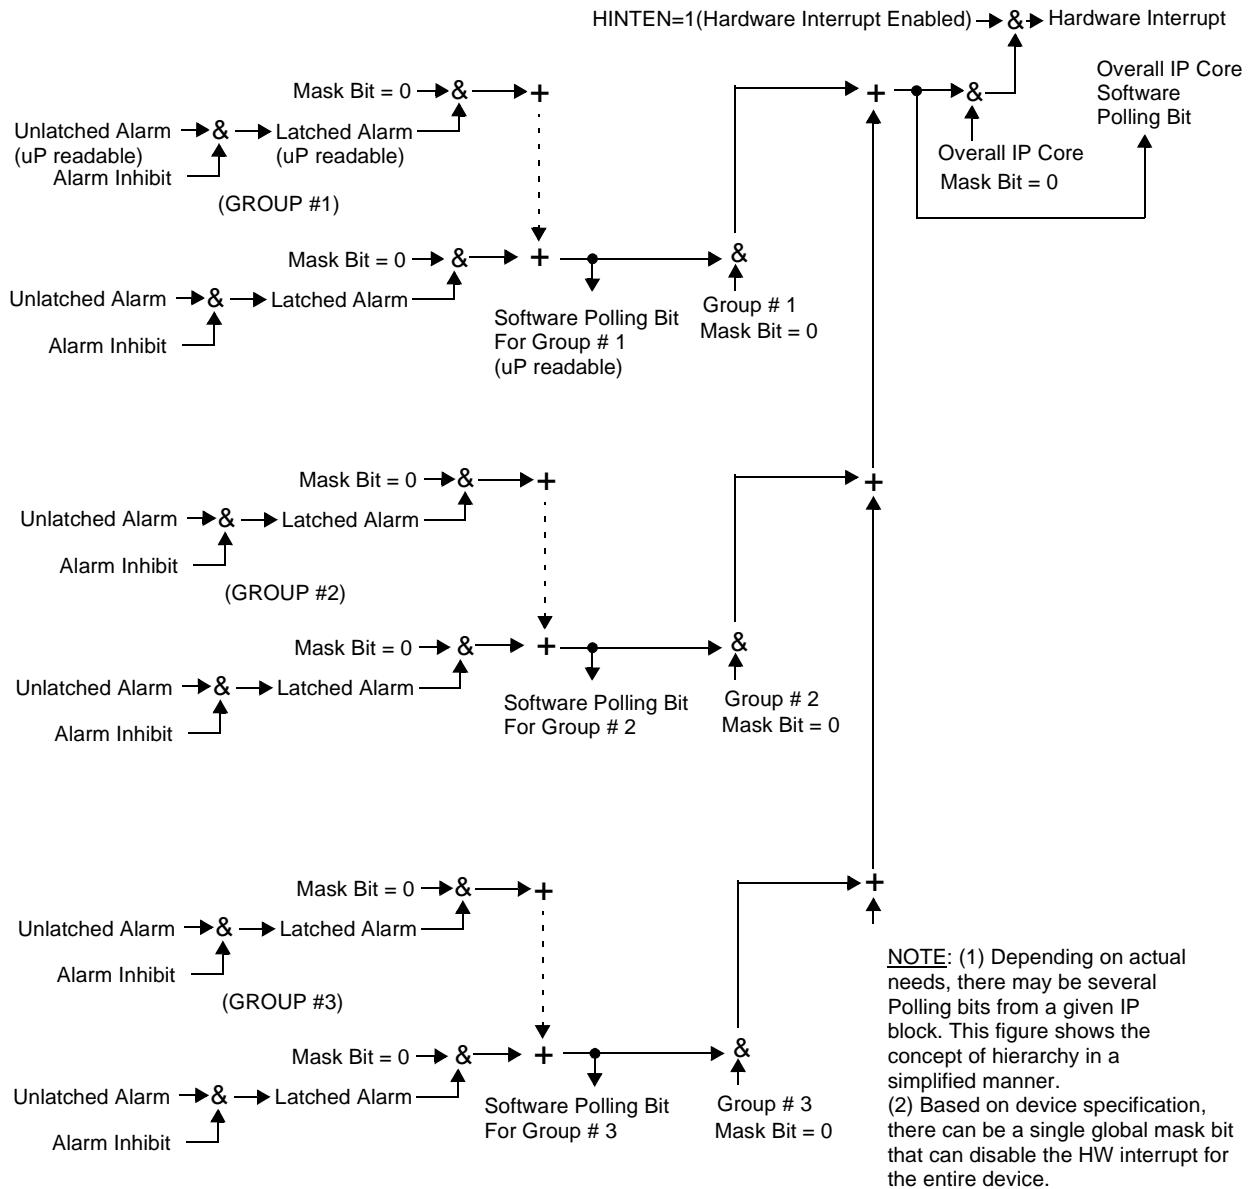 HINTEN=1(Hardware Interrupt Enabled) & Hardware Interrupt
Mask Bit = 0 & +
+ & Overall IP Core
Software
Polling Bit
Unlatched Alarm & Latched Alarm
(uP readable) (uP readable)
Alarm Inhibit
Overall IP Core
Mask Bit = 0
(GROUP #1)
Mask Bit = 0 & + &
Unlatched Alarm & Latched Alarm
Alarm Inhibit
Software Polling Bit
For Group # 1
(uP readable)
Group # 1
Mask Bit = 0
Mask Bit = 0 & + +
Unlatched Alarm & Latched Alarm
Alarm Inhibit
(GROUP #2)
Mask Bit = 0 & + &
Unlatched Alarm & Latched Alarm
Alarm Inhibit
Software Polling Bit
For Group # 2
Group # 2
Mask Bit = 0
Mask Bit = 0 & + +
Unlatched Alarm & Latched Alarm
Alarm Inhibit
(GROUP #3)
Mask Bit = 0 & + &
Unlatched Alarm & Latched Alarm
Alarm Inhibit
Software Polling Bit
For Group # 3
Group # 3
Mask Bit = 0
NOTE: (1) Depending on actual
needs, there may be several
Polling bits from a given IP
block. This figure shows the
concept of hierarchy in a
simplified manner.
(2) Based on device specification,
there can be a single global mask bit
that can disable the HW interrupt for
the entire device.